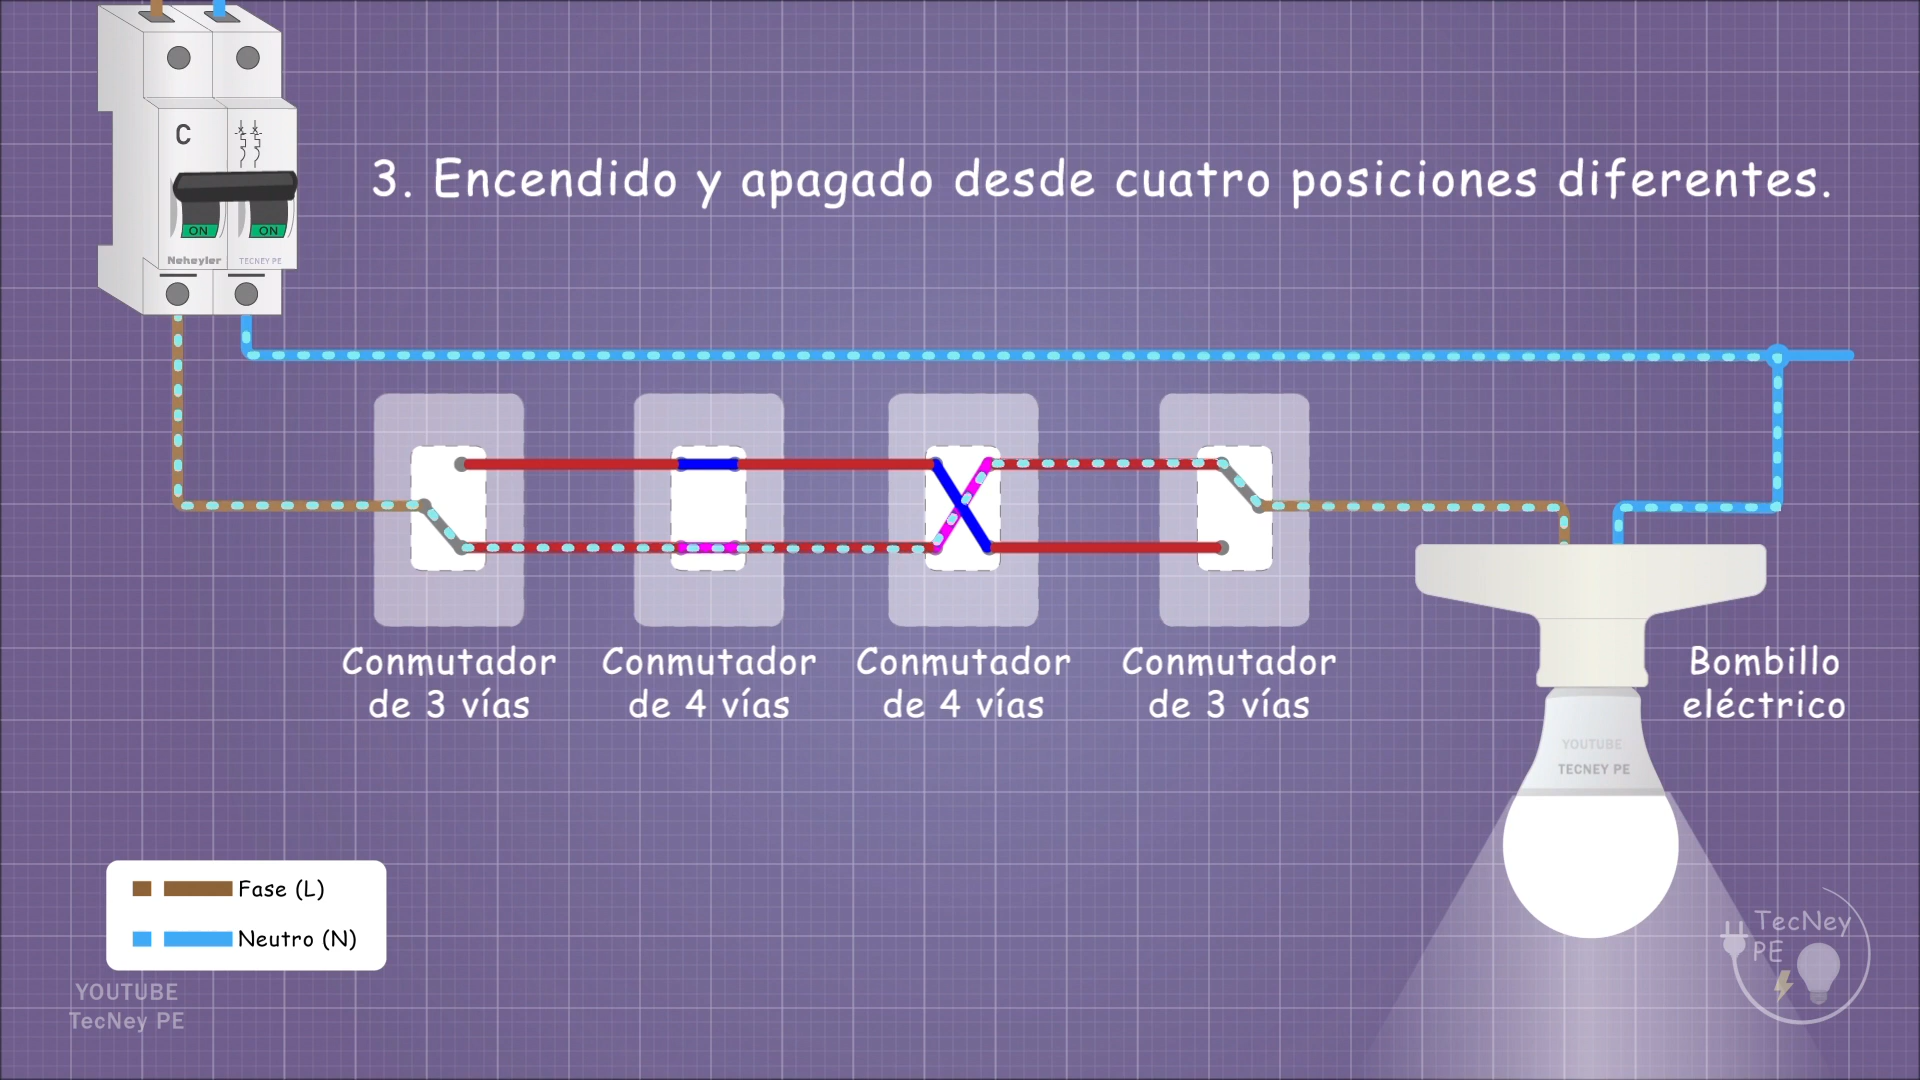 C
3. Encendido y apagado desde cuatro posiciones diferentes.
ON ON
Neheyler TECNEY PE
Conmutador
de 3 vías
Conmutador
de 4 vías
Conmutador
de 4 vías
Conmutador
de 3 vías
Bombillo
eléctrico
YOUTUBE
TECNEY PE
Fase (L)
Neutro (N)
TecNey
PE
YOUTUBE
TecNey PE